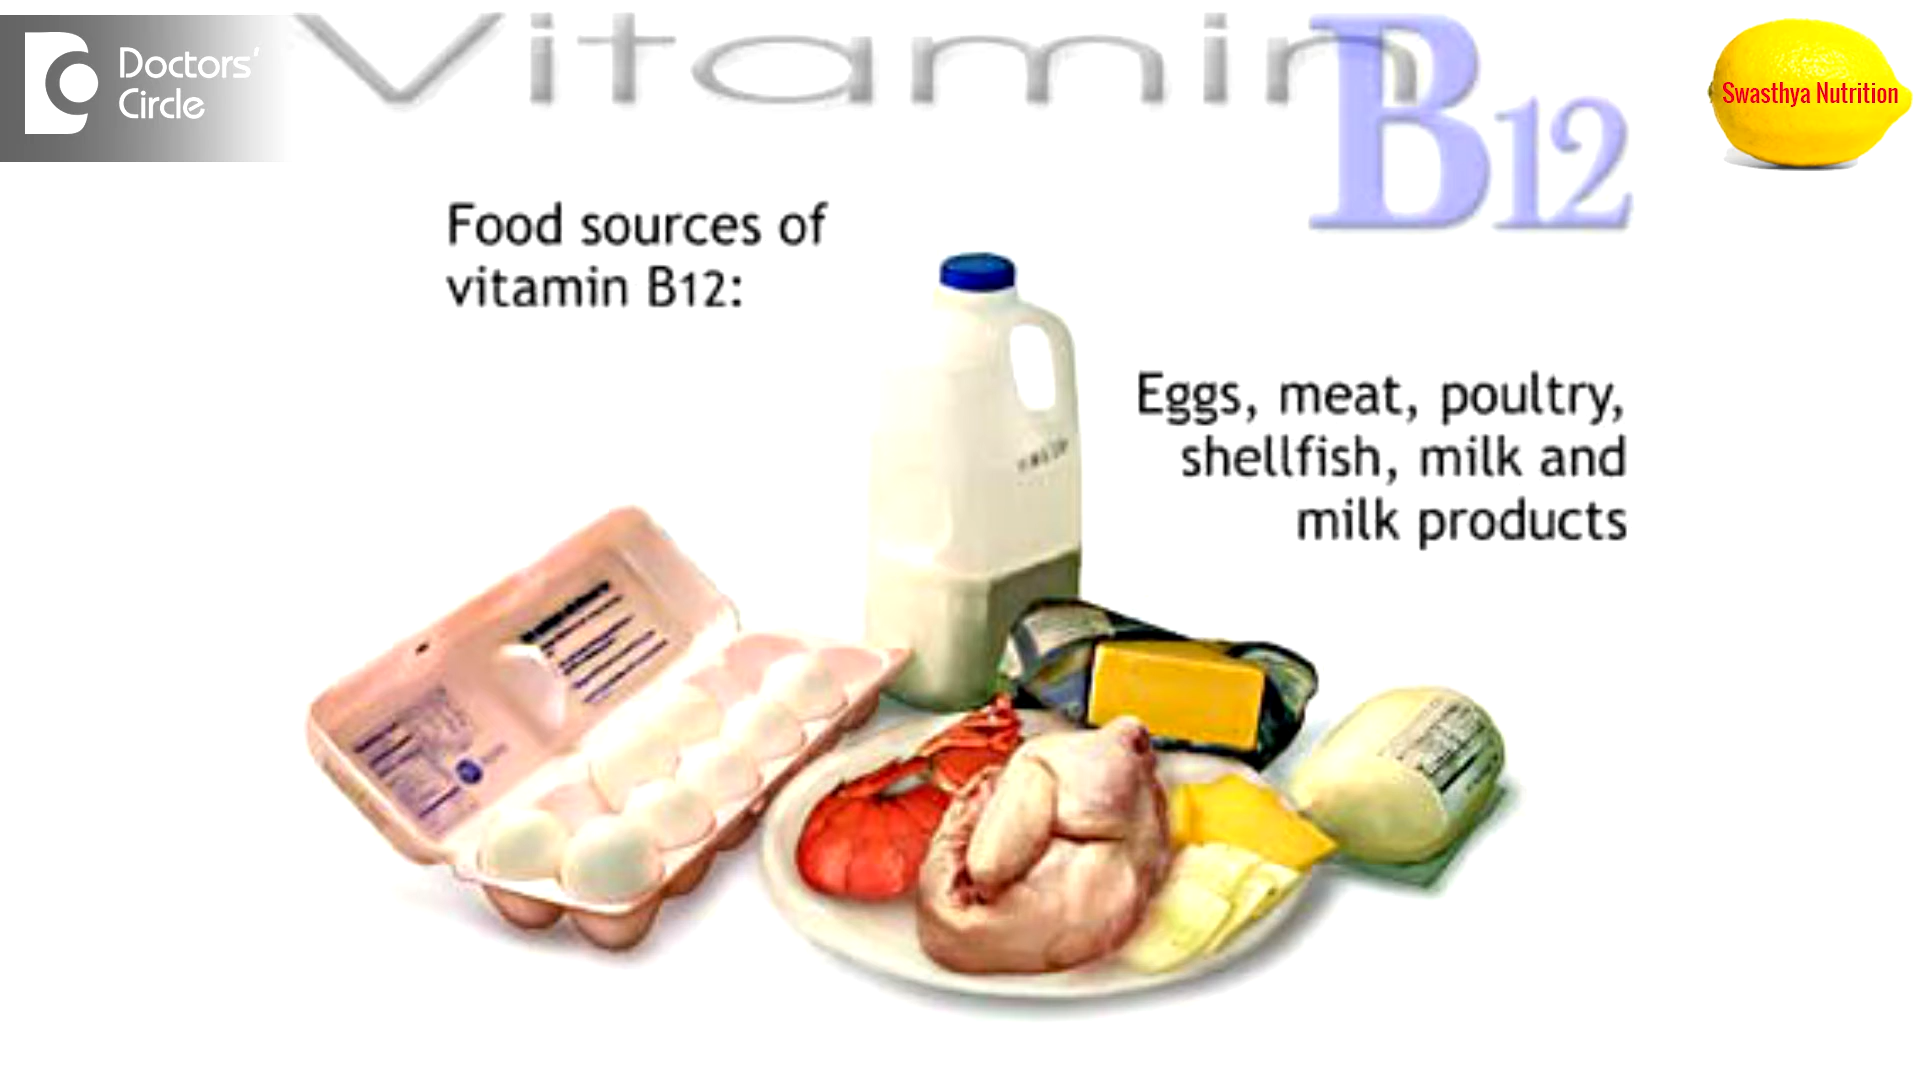 Doctors'
Circle
Vitamin
B12
Swasthya Nutrition
Food sources of
vitamin B12:
Eggs, meat, poultry,
shellfish, milk and
milk products